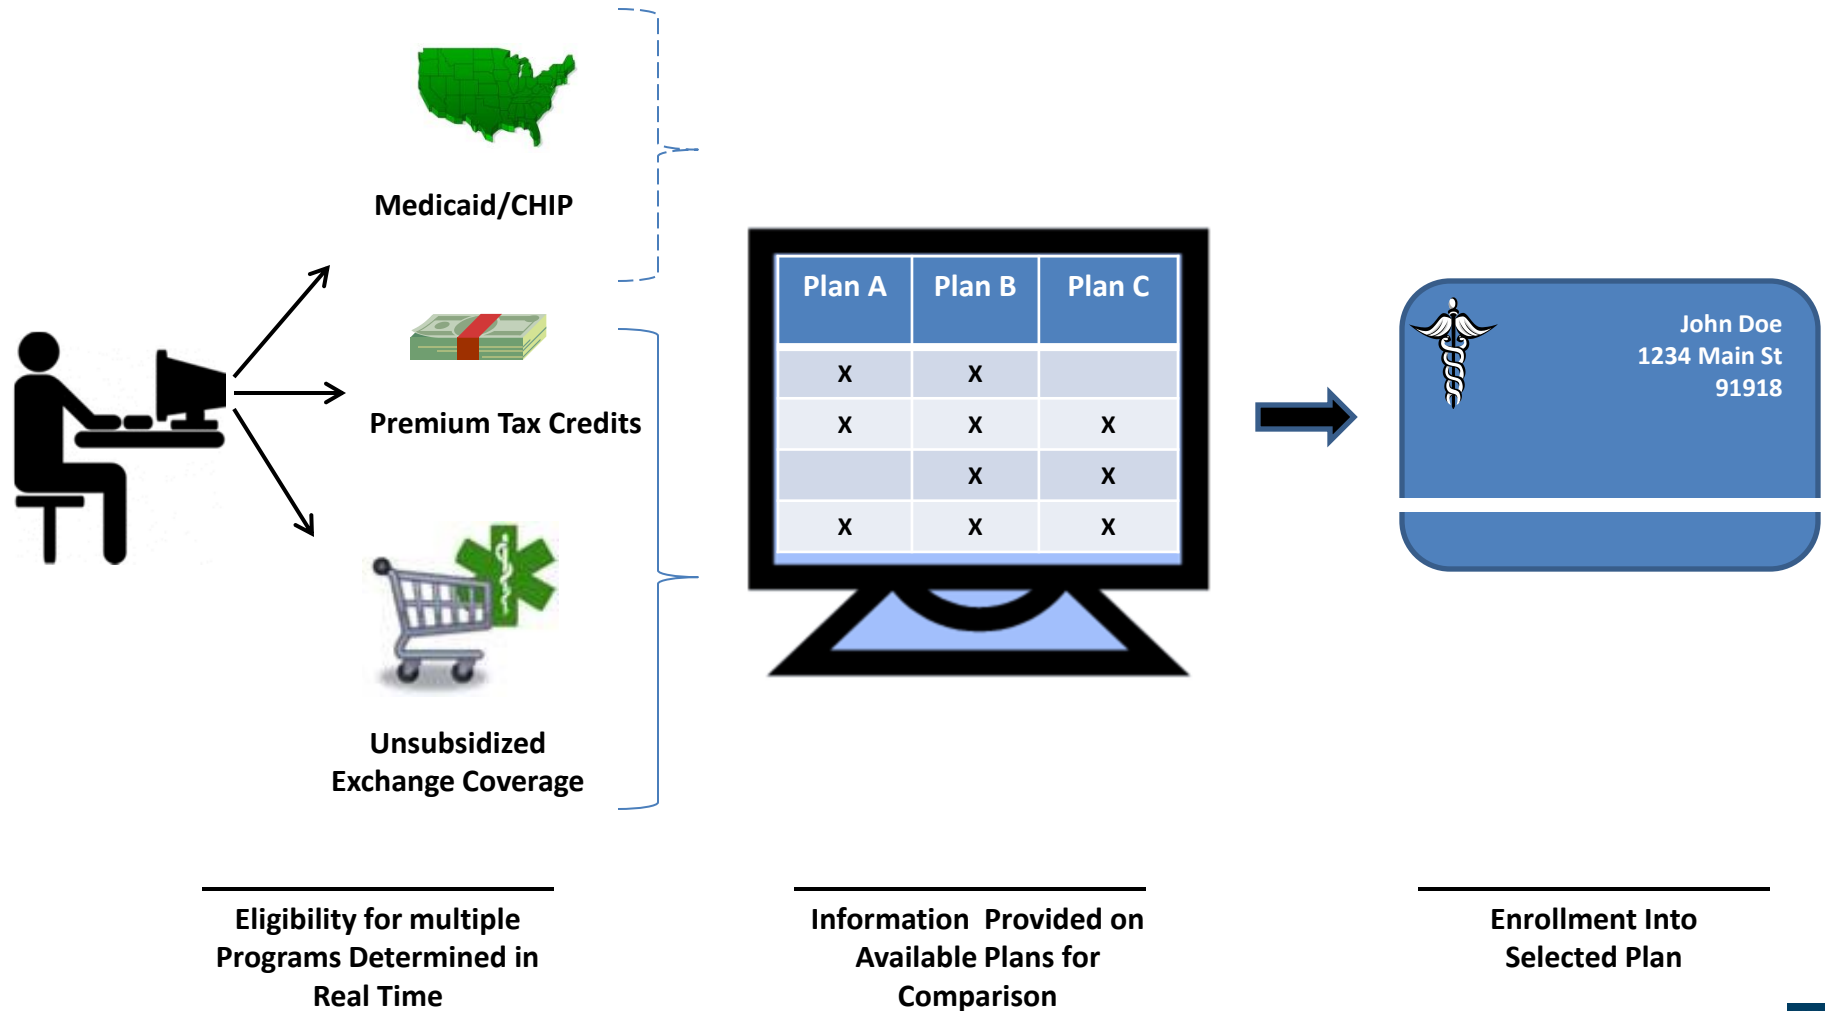 Medicaid/CHIP
Premium Tax Credits
Unsubsidized
Exchange Coverage
Plan A Plan B Plan C
X X
X X X
X X
X X X
John Doe
1234 Main St
91918
Eligibility for multiple
Programs Determined in
Real Time
Information Provided on
Available Plans for
Comparison
Enrollment Into
Selected Plan